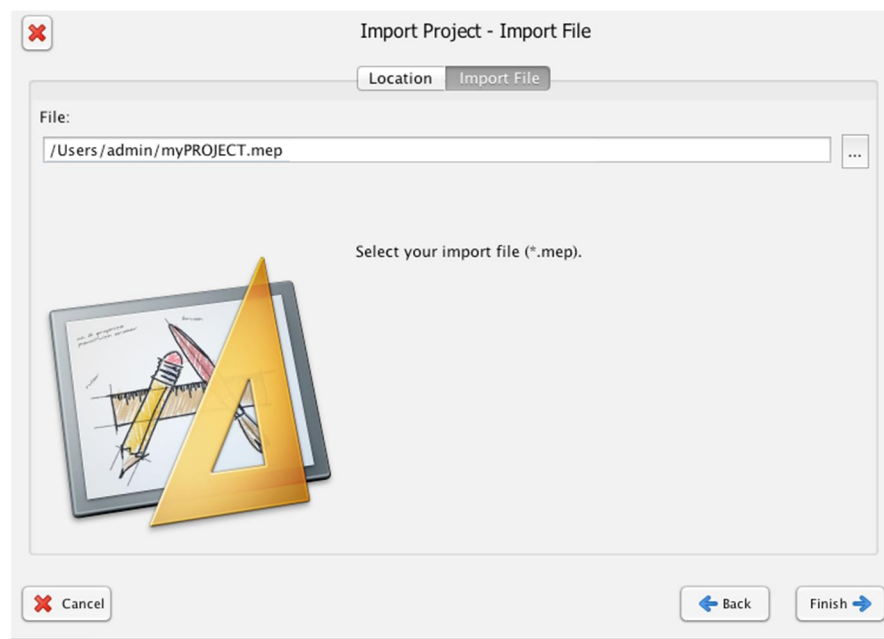 Import Project - Import File
Location Import File
File:
/Users/admin/myPROJECT.mep ...
Select your import file (*.mep).
Cancel Back Finish